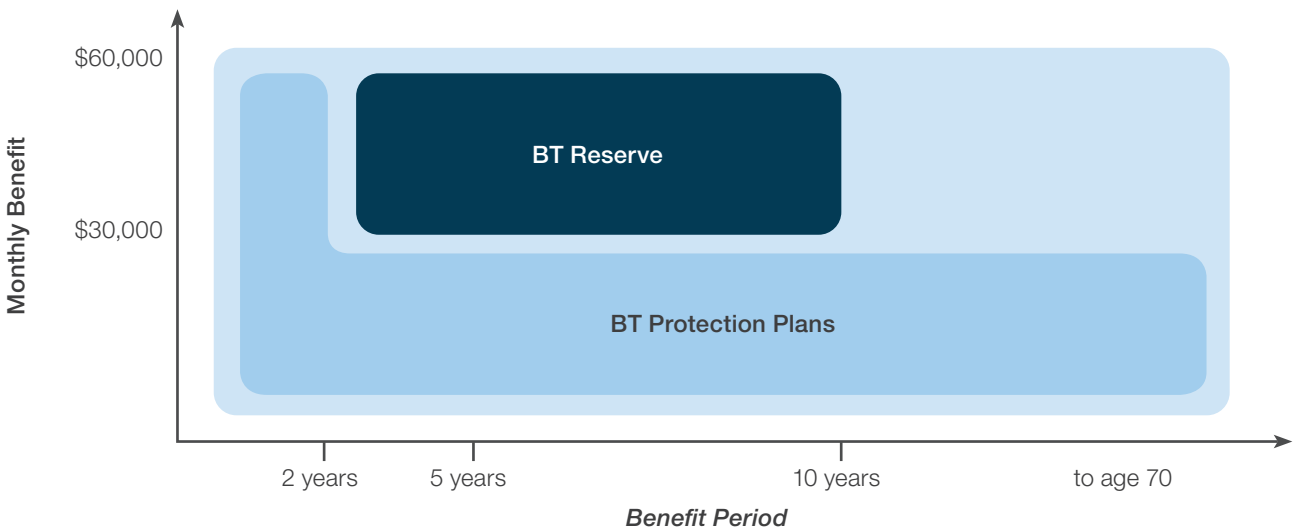 Monthly Benefit
$60,000
$30,000
BT Reserve
BT Protection Plans
2 years
5 years
10 years
to age 70
Benefit Period